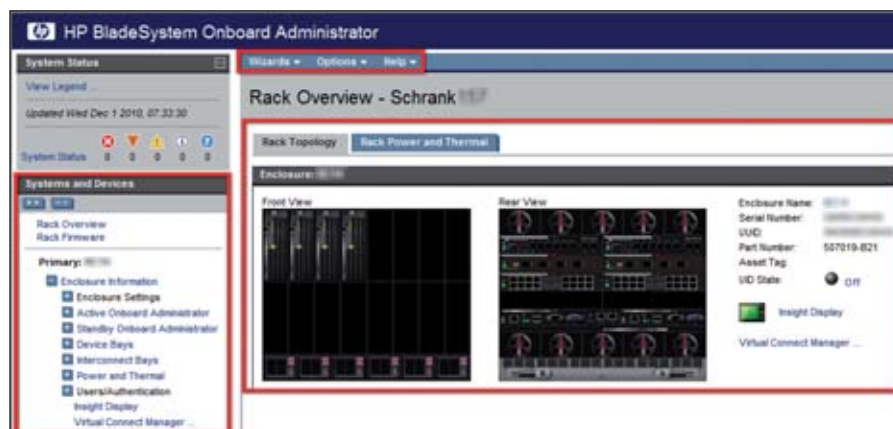 hp HP BladeSystem Onboard Administrator
System Status
View Legend ...
Updated Wed Dec 1 2010, 07:33:30
System Status 0 0 0 0 0
Systems and Devices
Rack Overview
Rack Firmware
Primary:
Enclosure Information
Enclosure Settings
Active Onboard Administrator
Standby Onboard Administrator
Device Bays
Interconnect Bays
Power and Thermal
Users/Authentication
Insight Display
Virtual Connect Manager ...
Wizards Options Help
Rack Overview - Schrank
Rack Topology Rack Power and Thermal
Enclosure:
Front View
Rear View
Enclosure Name:
Serial Number:
UUID:
Part Number: 507019-B21
Asset Tag:
UID State: Off
Insight Display
Virtual Connect Manager ...